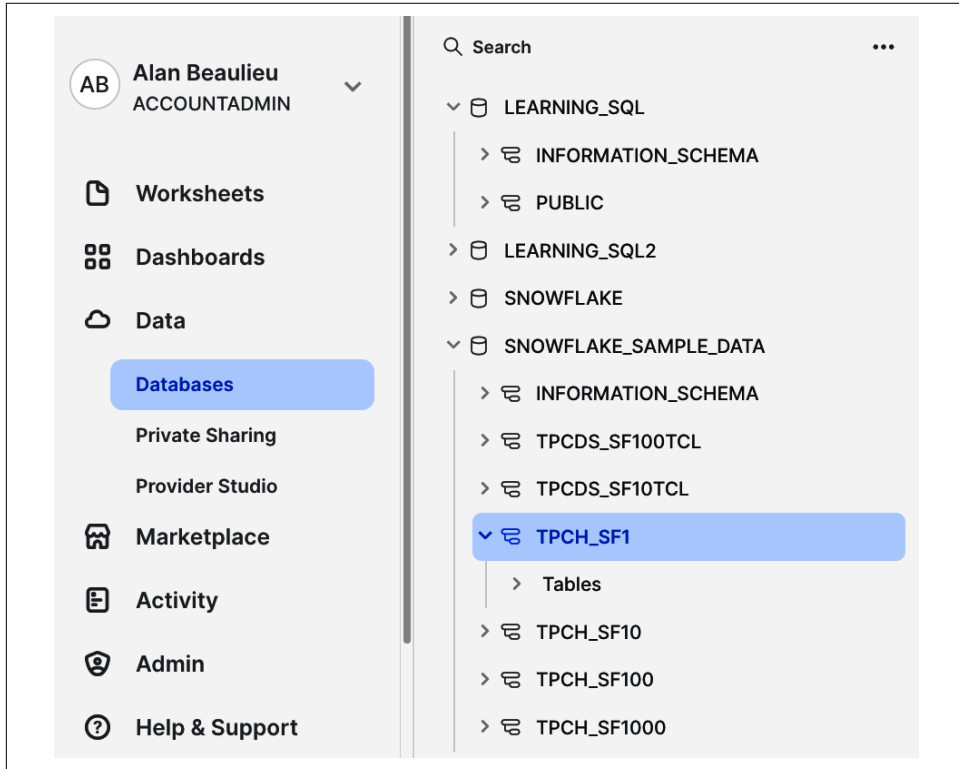 AB
Alan Beaulieu
ACCOUNTADMIN
Worksheets
Dashboards
Data
Databases
Private Sharing
Provider Studio
Marketplace
Activity
Admin
Help & Support
Search
LEARNING_SQL
INFORMATION_SCHEMA
PUBLIC
LEARNING_SQL2
SNOWFLAKE
SNOWFLAKE_SAMPLE_DATA
INFORMATION_SCHEMA
TPCDS_SF100TCL
TPCDS_SF10TCL
TPCH_SF1
Tables
TPCH_SF10
TPCH_SF100
TPCH_SF1000